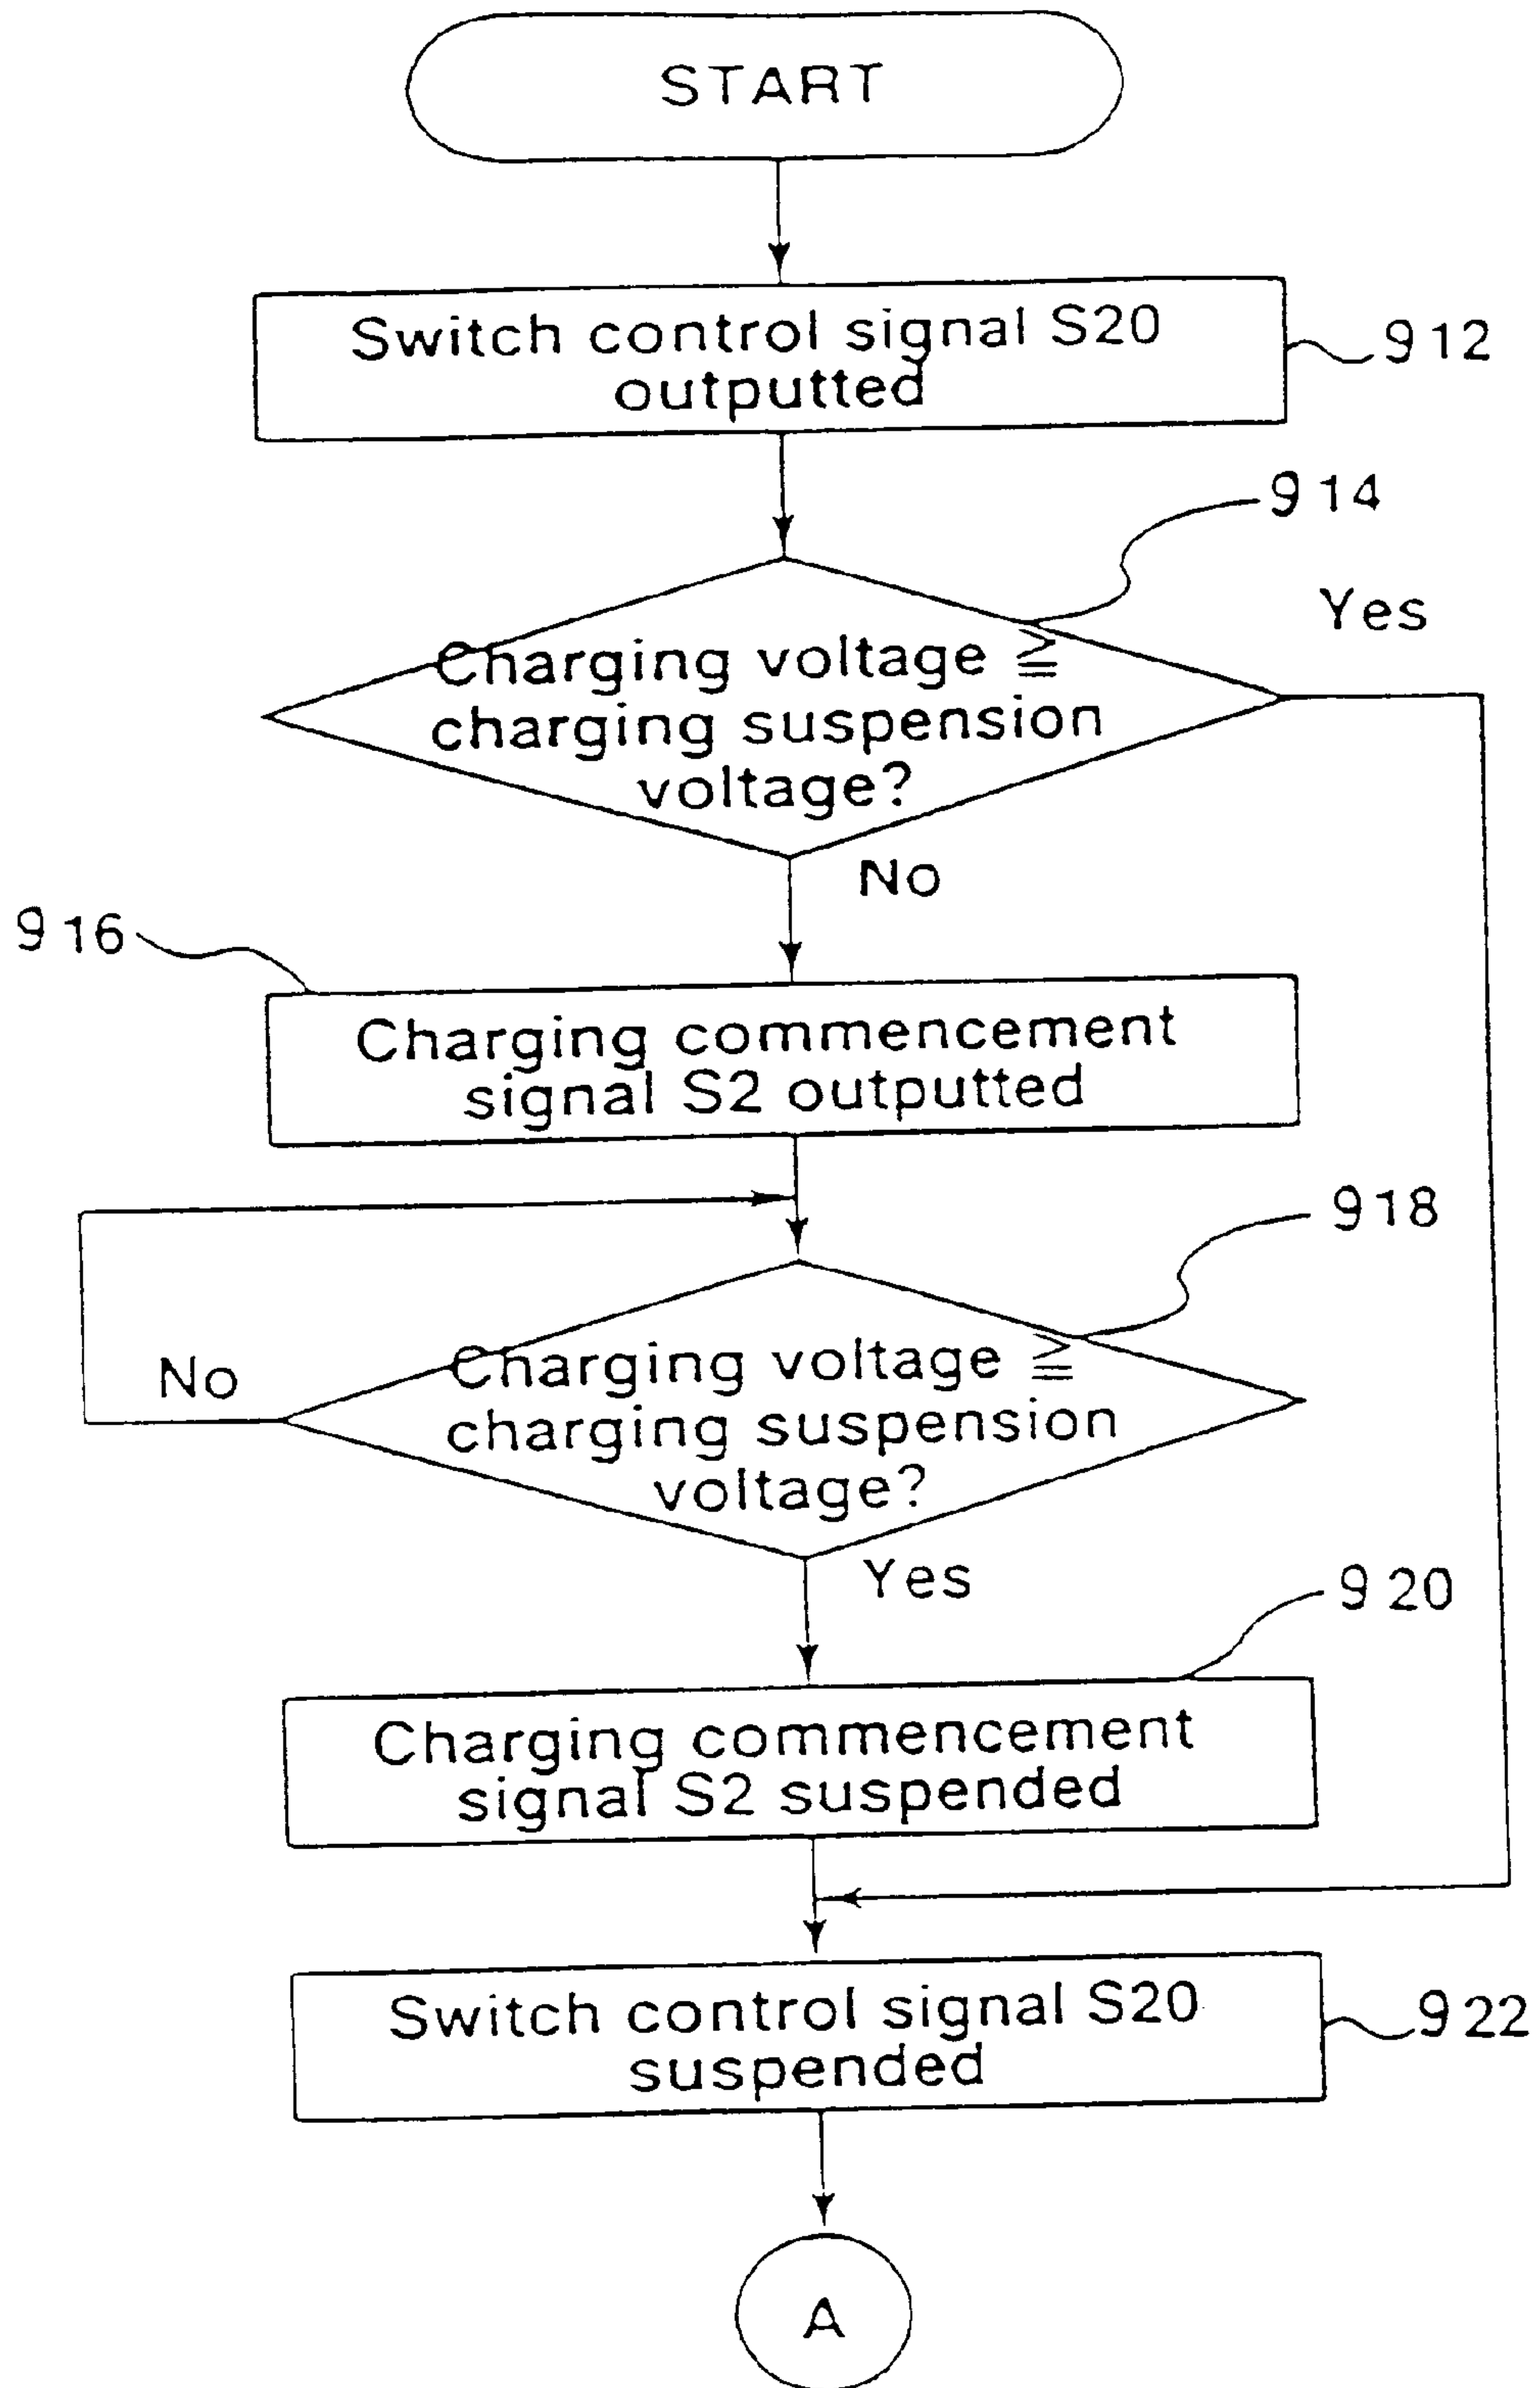 START
Switch control signal S20
outputted
912
914
Yes
Charging voltage ≧
charging suspension
voltage?
No
916
Charging commencement
signal S2 outputted
918
No
Charging voltage ≧
charging suspension
voltage?
Yes
920
Charging commencement
signal S2 suspended
Switch control signal S20
suspended
922
A